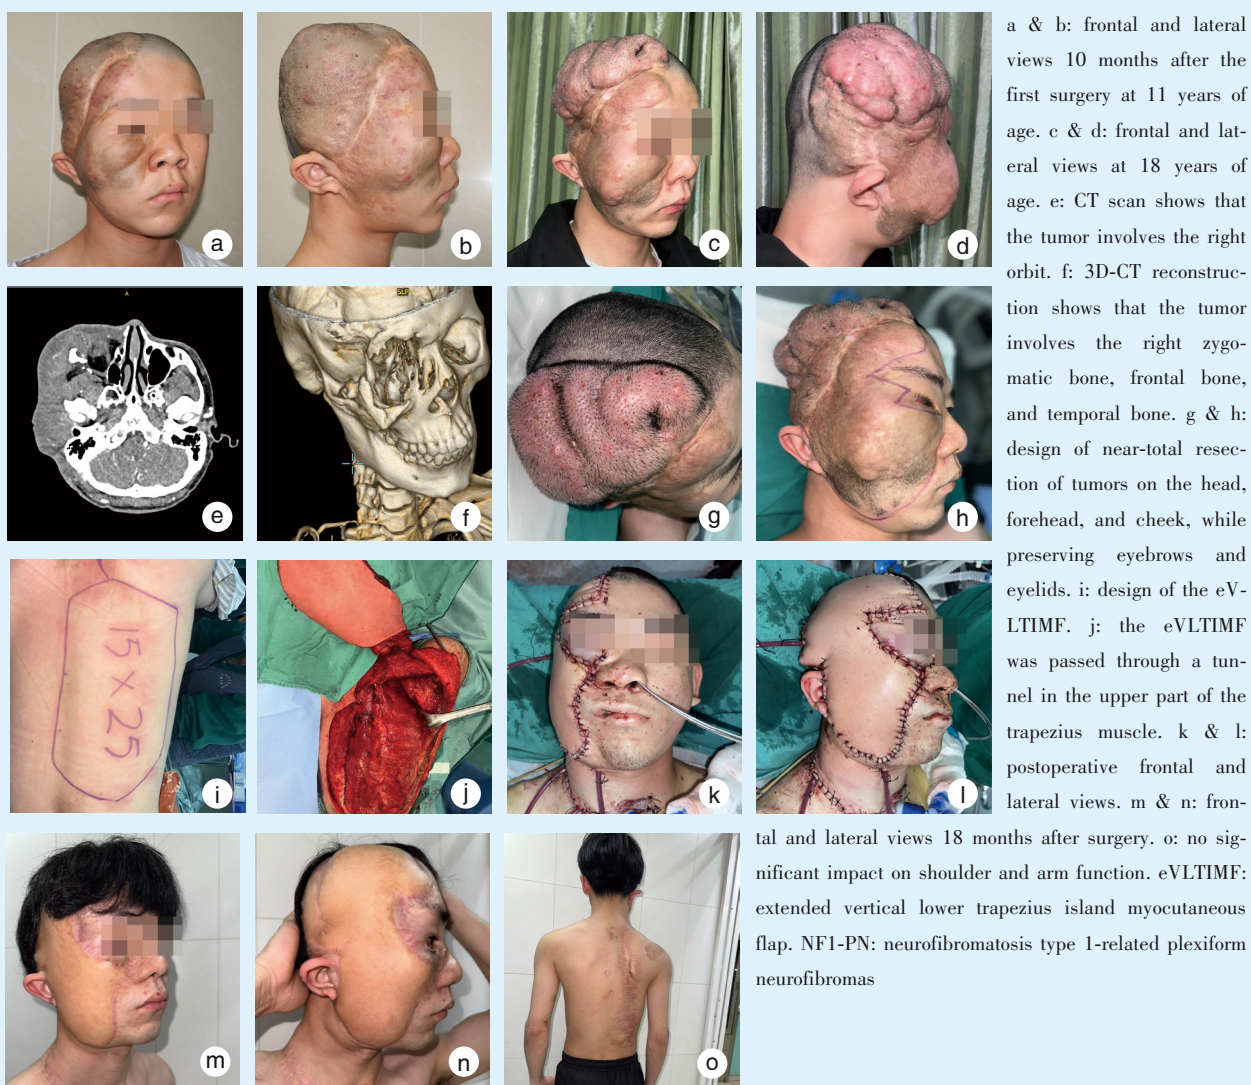 a & b: frontal and lateral
views 10 months after the
first surgery at 11 years of
age. c & d: frontal and lat-
eral views at 18 years of
age. e: CT scan shows that
the tumor involves the right
orbit. f: 3D-CT reconstruc-
tion shows that the tumor
involves the right zygo-
matic bone, frontal bone,
and temporal bone. g & h:
design of near-total resec-
tion of tumors on the head,
forehead, and cheek, while
preserving eyebrows and
eyelids. i: design of the eV-
LTIMF. j: the eVLTIMF
was passed through a tun-
nel in the upper part of the
trapezius muscle. k & l:
postoperative frontal and
lateral views. m & n: fron-
tal and lateral views 18 months after surgery. o: no sig-
nificant impact on shoulder and arm function. eVLTIMF:
extended vertical lower trapezius island myocutaneous
flap. NF1-PN: neurofibromatosis type 1-related plexiform
neurofibromas
a
b
c
d
A
e
f
g
h
15 × 25
i
j
k
l
m
n
o